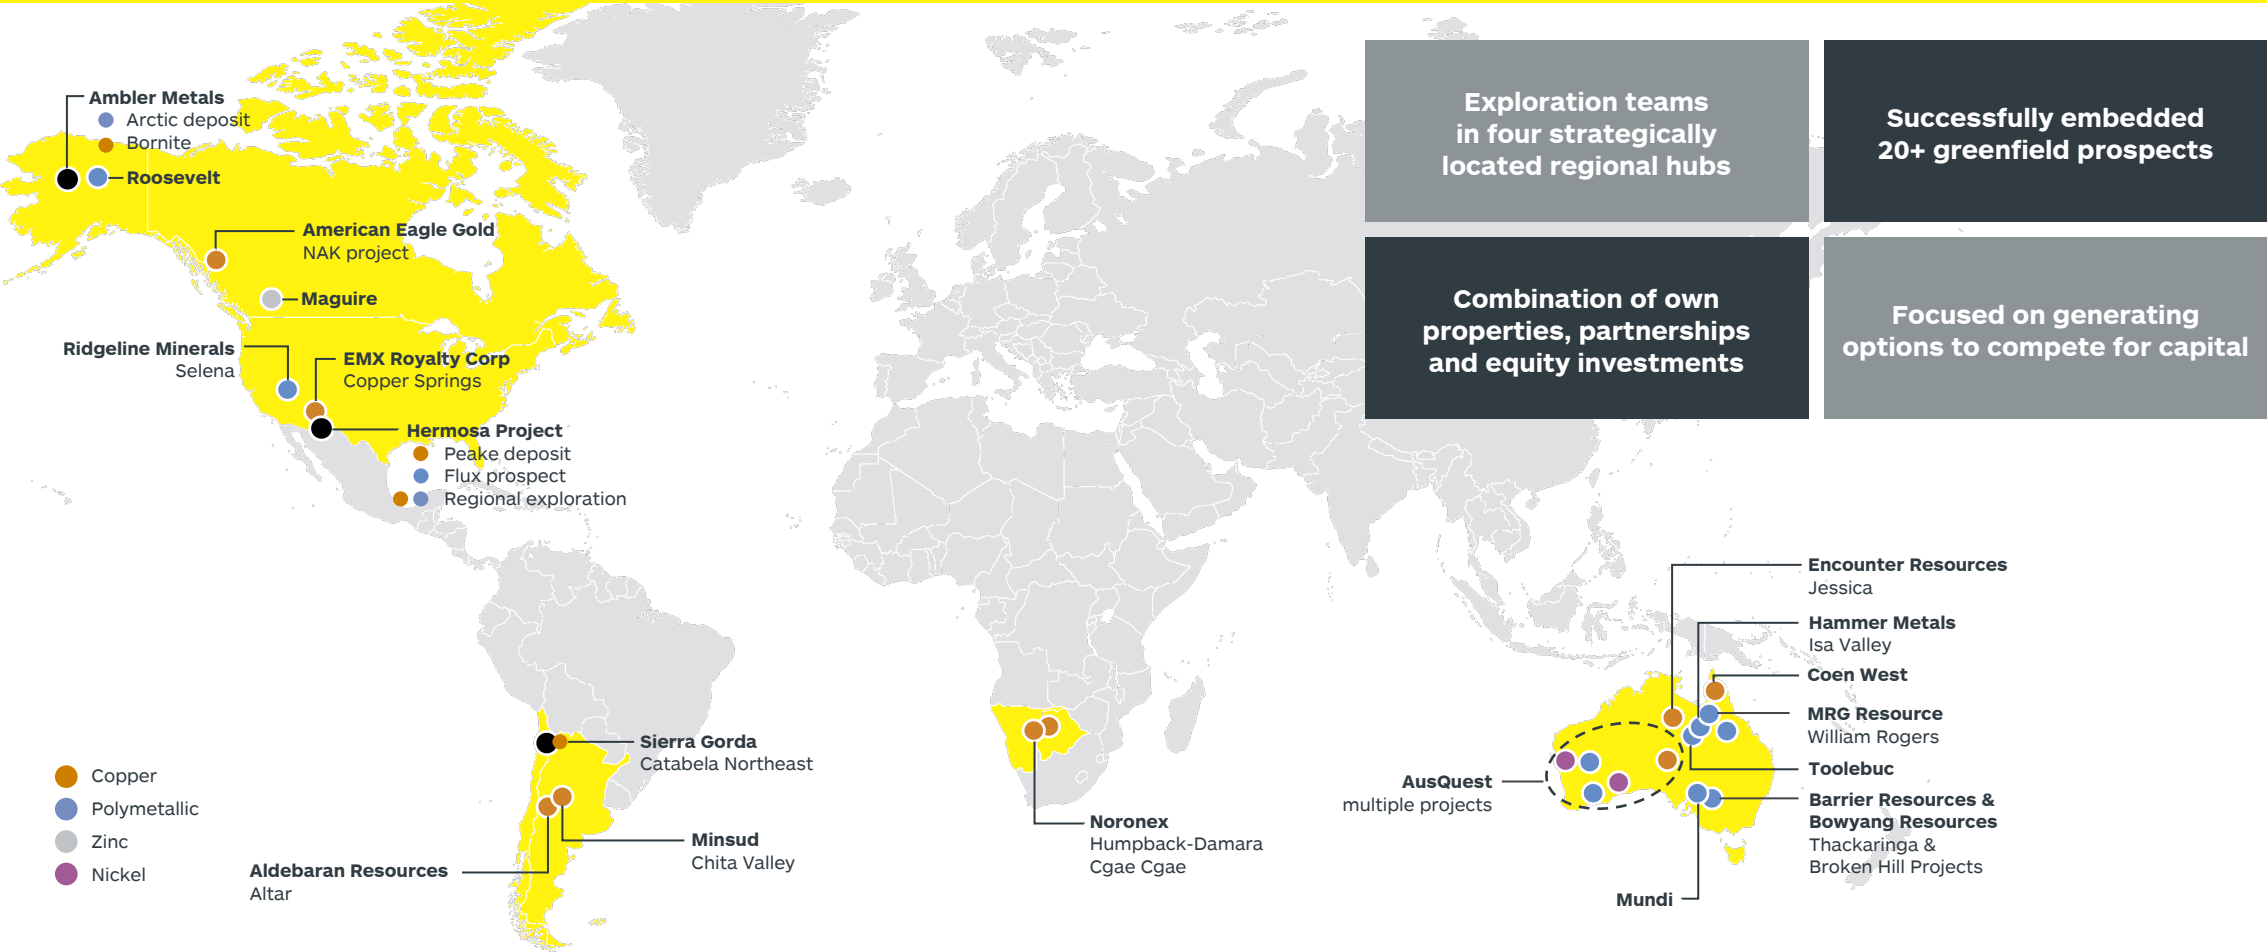 Exploration teams
in four strategically
located regional hubs
Successfully embedded
20+ greenfield prospects
Combination of own
properties, partnerships
and equity investments
Focused on generating
options to compete for capital
Ambler Metals
Arctic deposit
Bornite
Roosevelt
American Eagle Gold
NAK project
Maguire
Ridgeline Minerals
Selena
EMX Royalty Corp
Copper Springs
Hermosa Project
Peake deposit
Flux prospect
Regional exploration
Sierra Gorda
Catabela Northeast
Minsud
Chita Valley
Aldebaran Resources
Altar
Copper
Polymetallic
Zinc
Nickel
Noronex
Humpback-Damara
Cgae Cgae
AusQuest
multiple projects
Encounter Resources
Jessica
Hammer Metals
Isa Valley
Coen West
MRG Resource
William Rogers
Toolebuc
Barrier Resources &
Bowyang Resources
Thackaringa &
Broken Hill Projects
Mundi